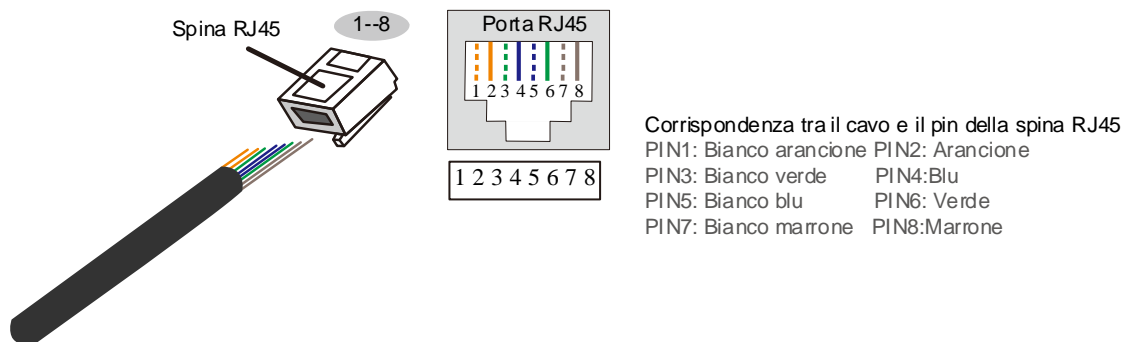 Spina RJ45
1--8
Porta RJ45
1 2 3 4 5 6 7 8
1 2 3 4 5 6 7 8
Corrispondenza tra il cavo e il pin della spina RJ45
PIN1: Bianco arancione PIN2: Arancione
PIN3: Bianco verde PIN4:Blu
PIN5: Bianco blu PIN6: Verde
PIN7: Bianco marrone PIN8:Marrone